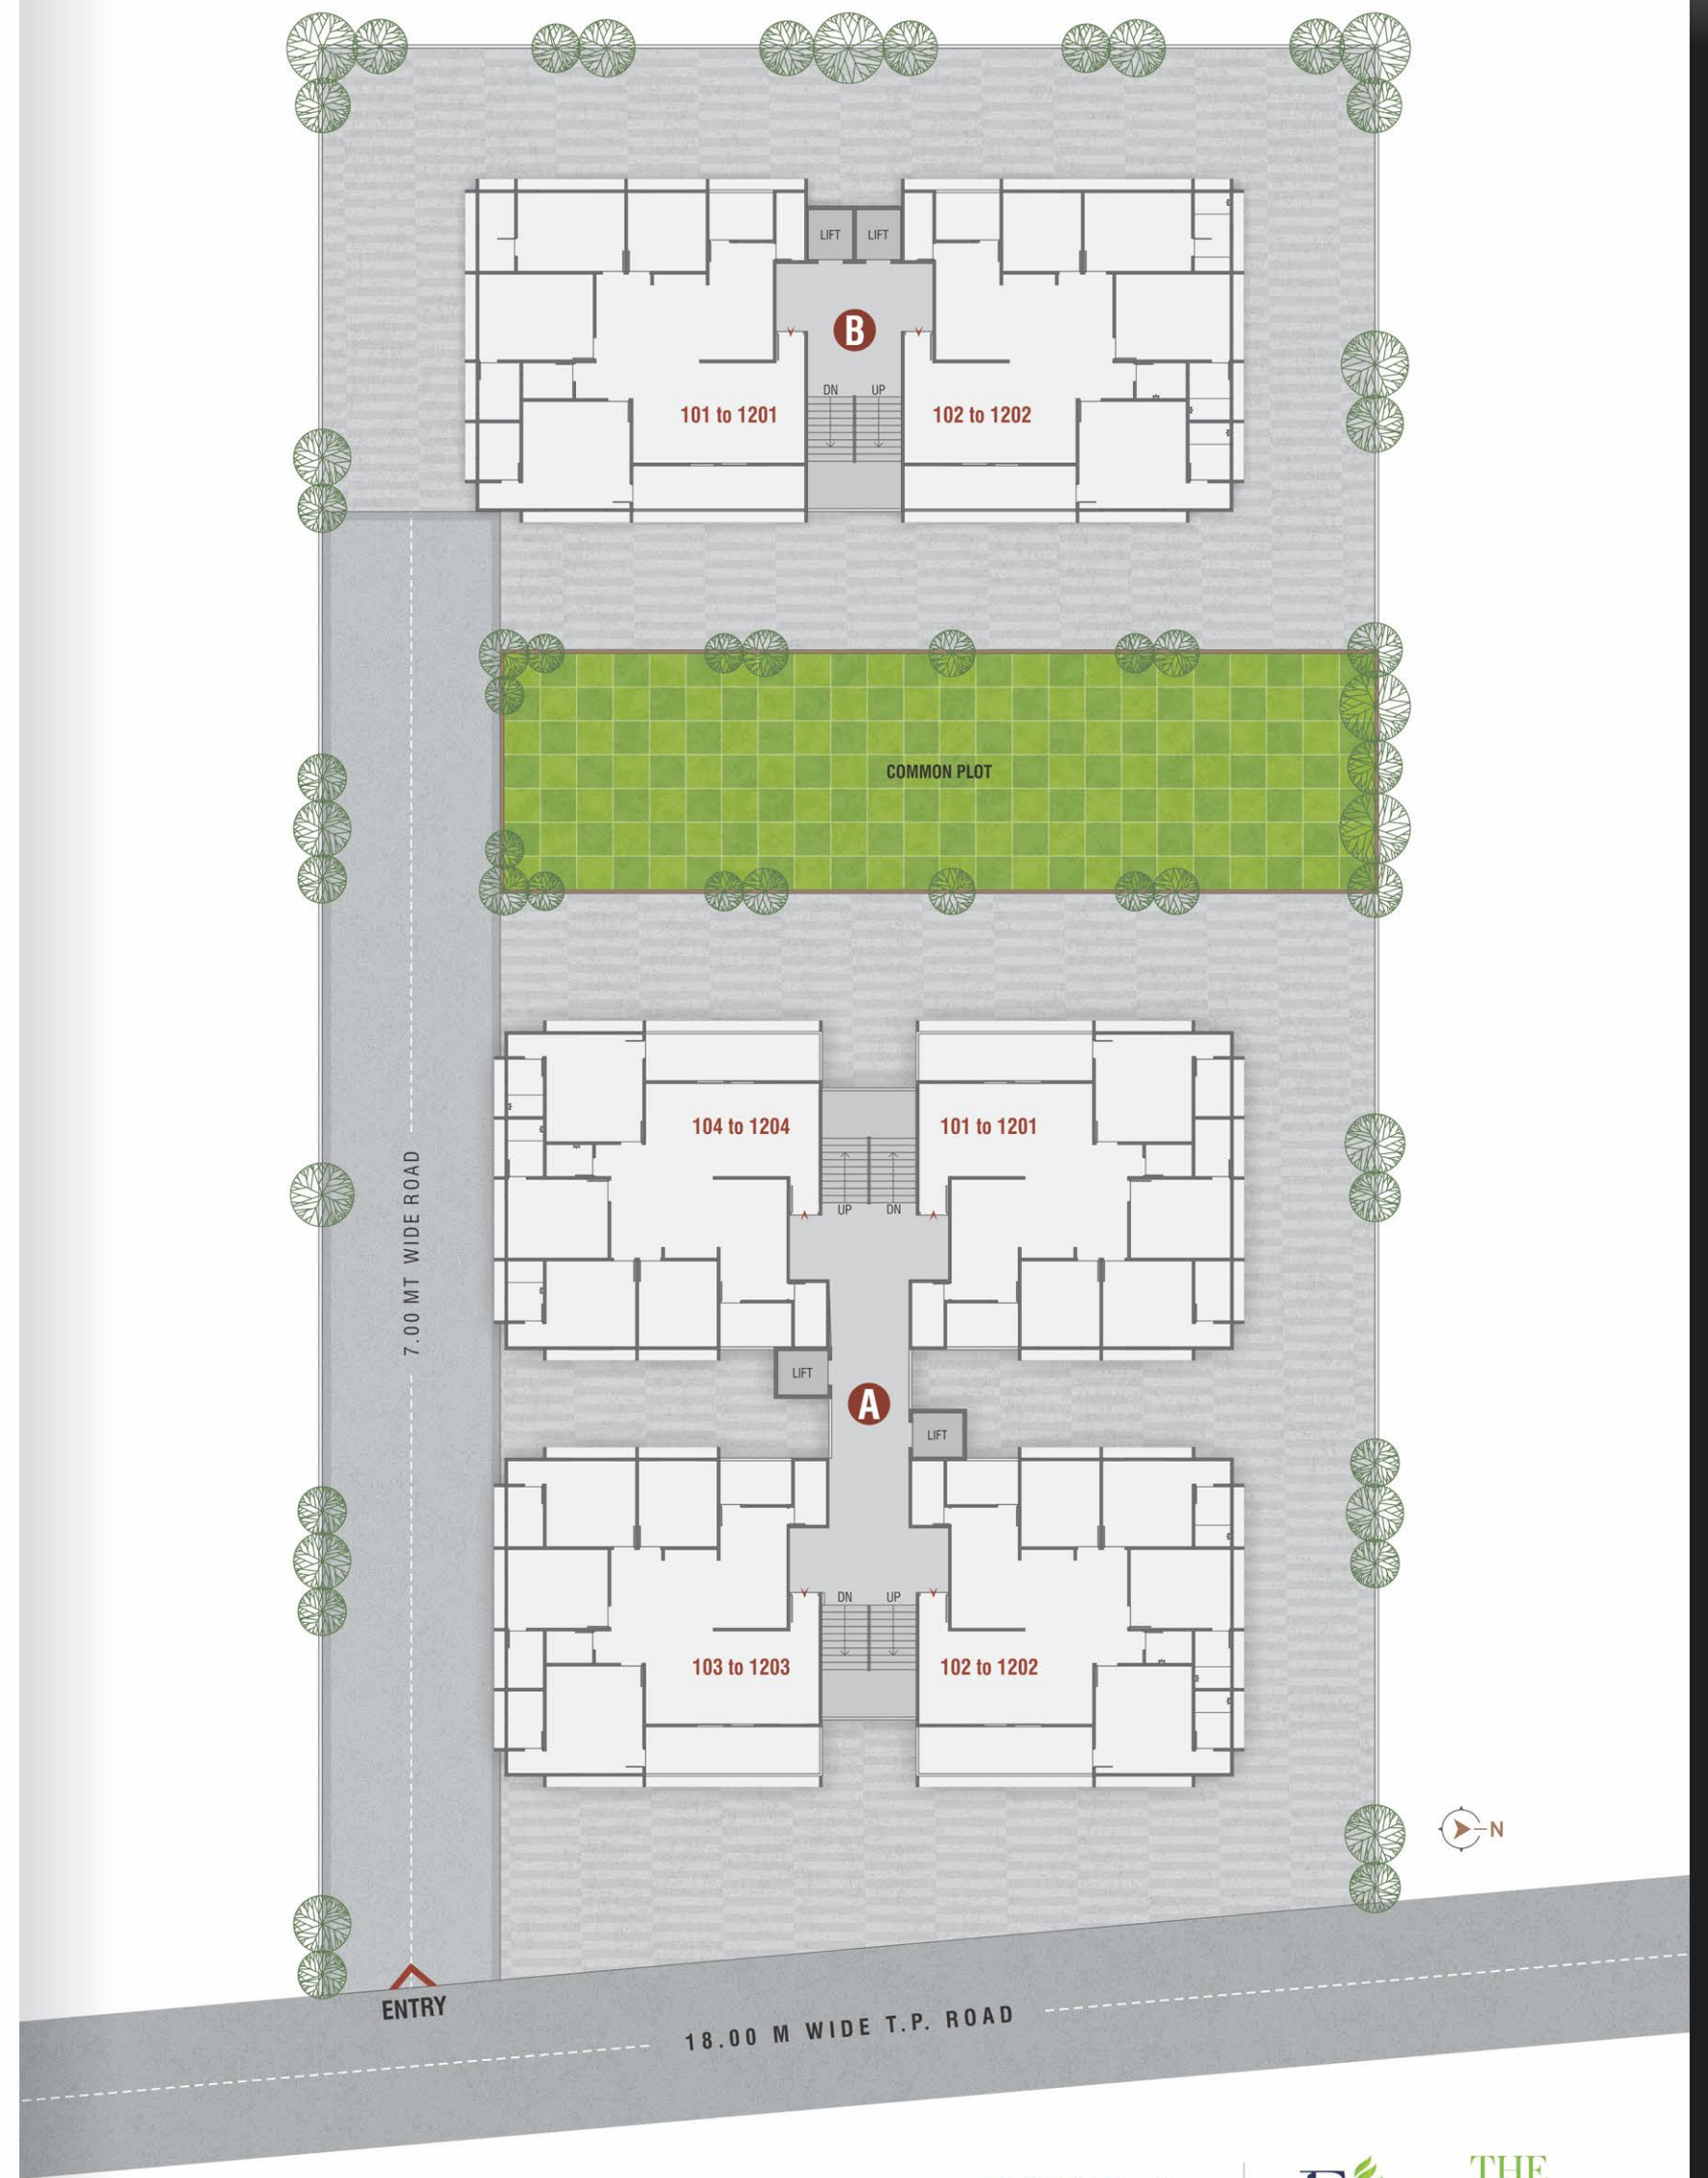 LIFT LIFT
B
DN UP
101 to 1201 102 to 1202
COMMON PLOT
104 to 1204 101 to 1201
UP DN
7.00 MT WIDE ROAD
LIFT
A
LIFT
DN UP
103 to 1203 102 to 1202
N
ENTRY
18.00 M WIDE T.P. ROAD
THE